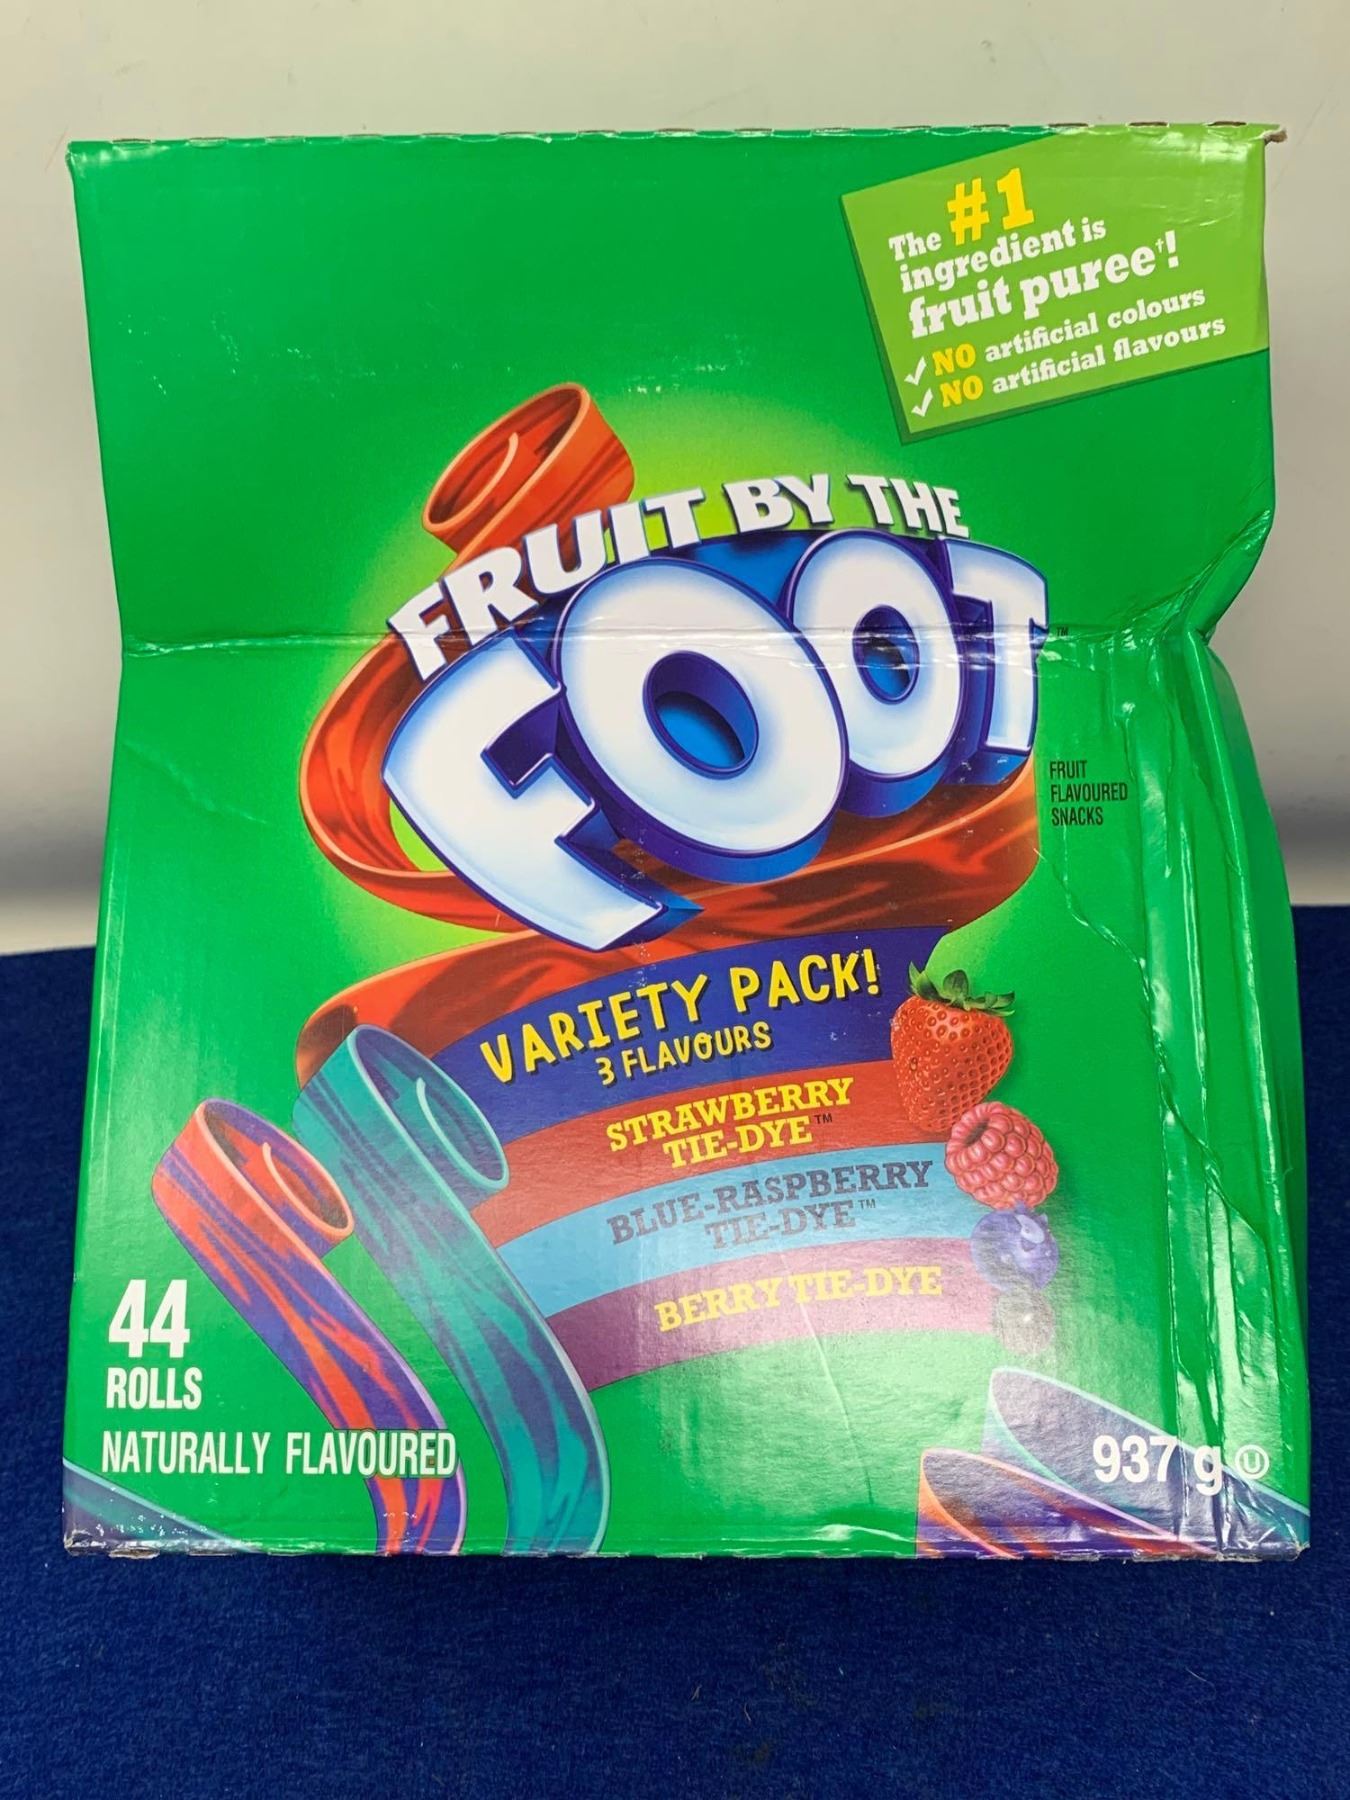 The #1
ingredient is
fruit puree†!
✓ NO artificial colours
✓ NO artificial flavours
FRUIT BY THE
FOOT™
FRUIT
FLAVOURED
SNACKS
VARIETY PACK!
3 FLAVOURS
STRAWBERRY
TIE-DYE™
BLUE-RASPBERRY
TIE-DYE™
BERRY TIE-DYE
44
ROLLS
NATURALLY FLAVOURED
937 g Ⓤ